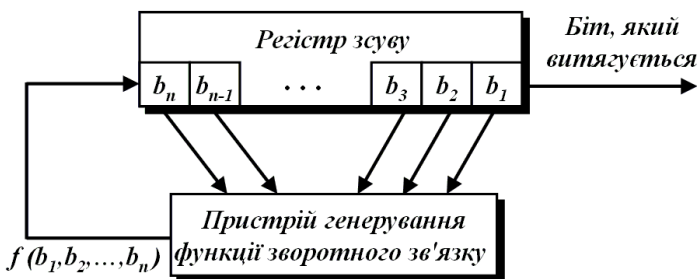 Регістр зсуву
Біт, який
витягується
b_n b_{n-1} . . . b_3 b_2 b_1
Пристрій генерування
функції зворотного зв'язку
f (b_1,b_2,...,b_n)